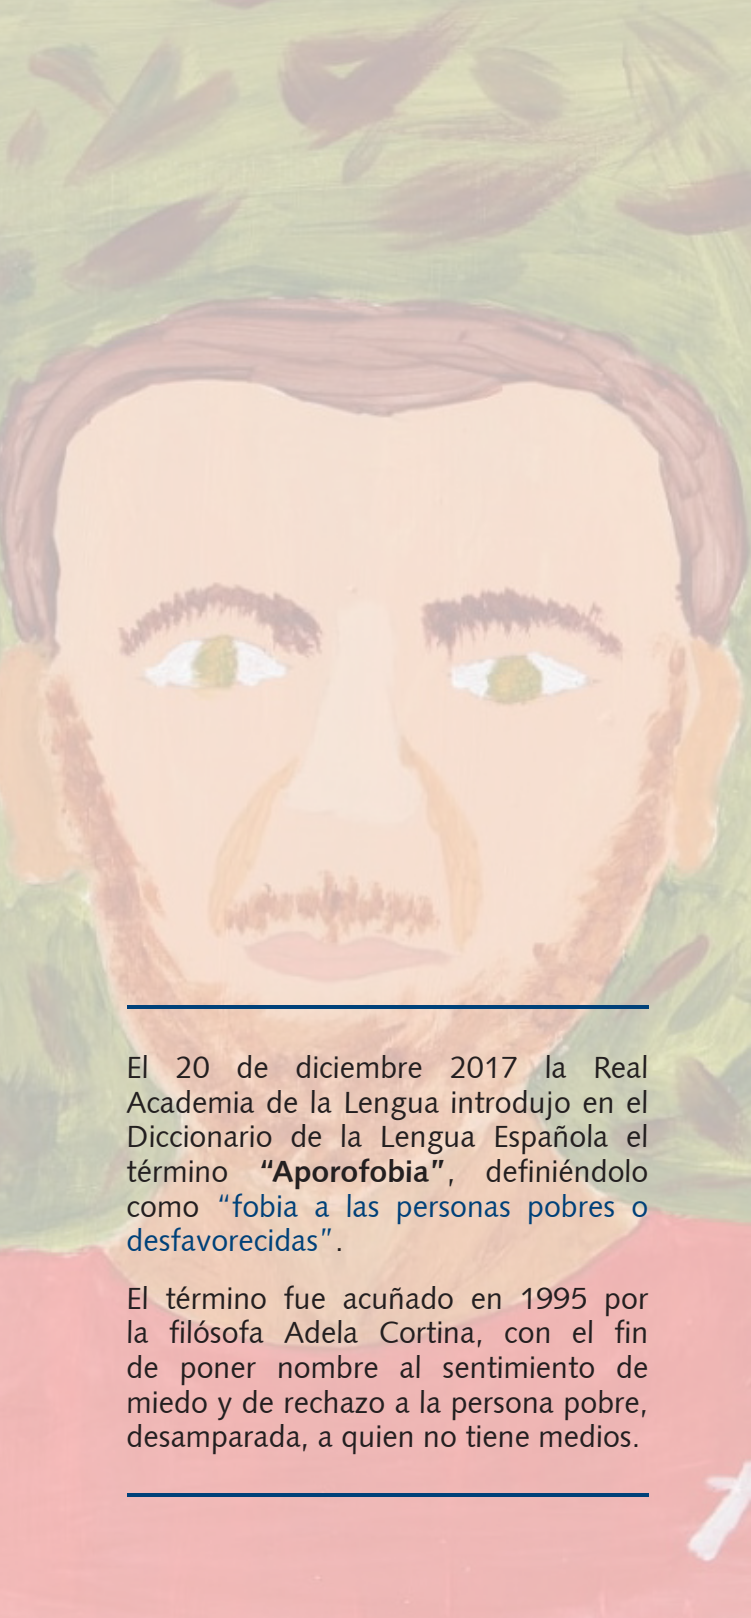 El 20 de diciembre 2017 la Real
Academia de la Lengua introdujo en el
Diccionario de la Lengua Española el
término “Aporofobia”, definiéndolo
como “fobia a las personas pobres o
desfavorecidas”.
El término fue acuñado en 1995 por
la filósofa Adela Cortina, con el fin
de poner nombre al sentimiento de
miedo y de rechazo a la persona pobre,
desamparada, a quien no tiene medios.